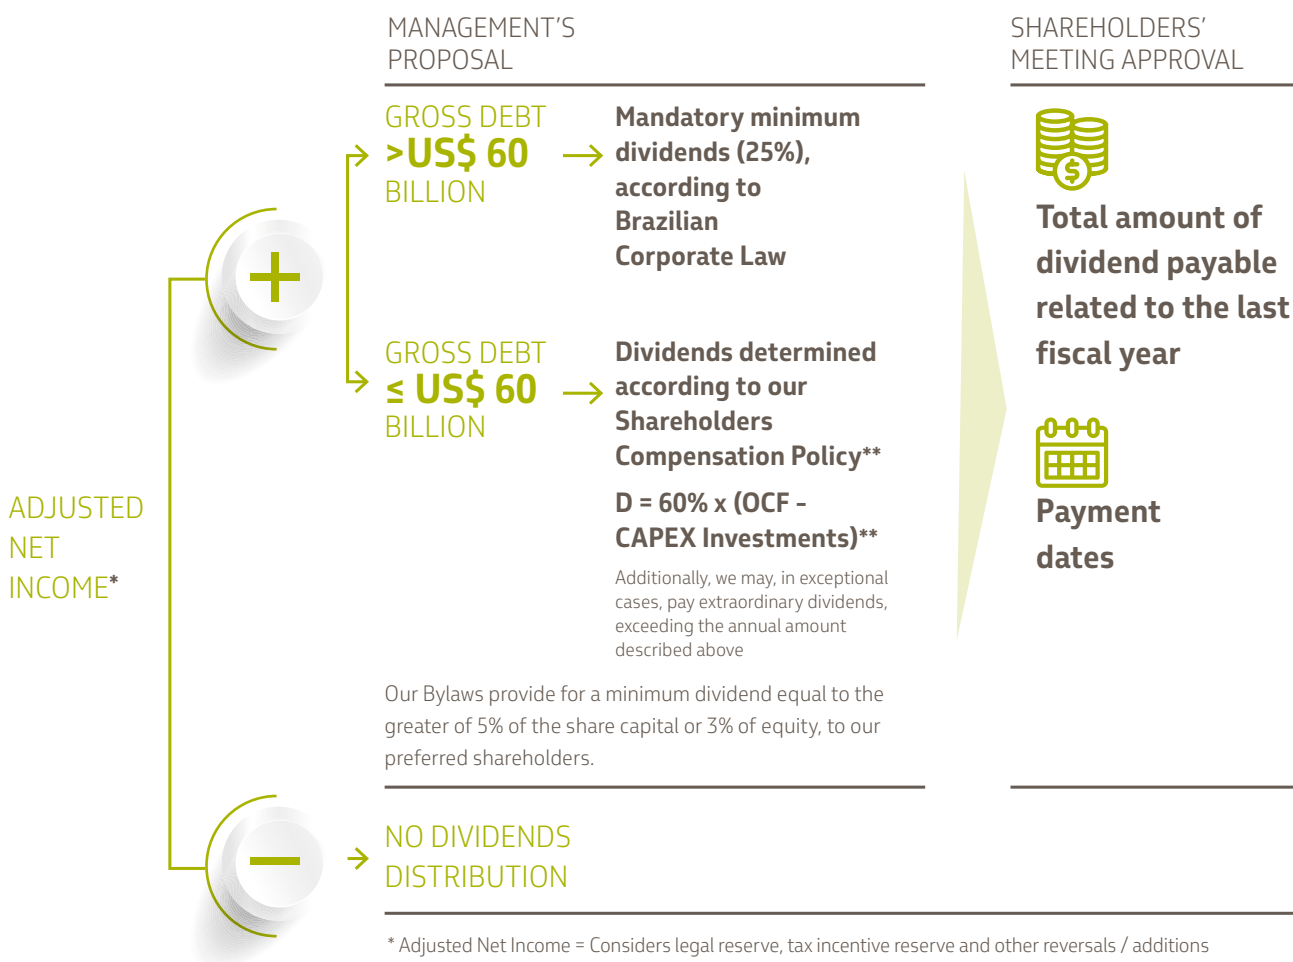 MANAGEMENT'S
PROPOSAL
SHAREHOLDERS'
MEETING APPROVAL
GROSS DEBT
>US$ 60
BILLION
Mandatory minimum
dividends (25%),
according to
Brazilian
Corporate Law
GROSS DEBT
≤ US$ 60
BILLION
Dividends determined
according to our
Shareholders
Compensation Policy**
D = 60% x (OCF -
CAPEX Investments)**
Additionally, we may, in exceptional
cases, pay extraordinary dividends,
exceeding the annual amount
described above
Our Bylaws provide for a minimum dividend equal to the
greater of 5% of the share capital or 3% of equity, to our
preferred shareholders.
$
Total amount of
dividend payable
related to the last
fiscal year
Payment
dates
ADJUSTED
NET
INCOME*
+
−
NO DIVIDENDS
DISTRIBUTION
* Adjusted Net Income = Considers legal reserve, tax incentive reserve and other reversals / additions